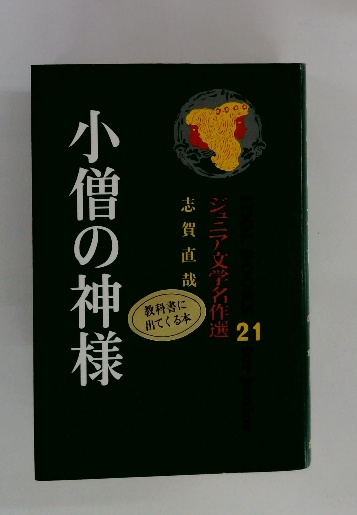 ジュニア文学名作選
21
志賀直哉
小僧の神様
教科書に
出てくる本